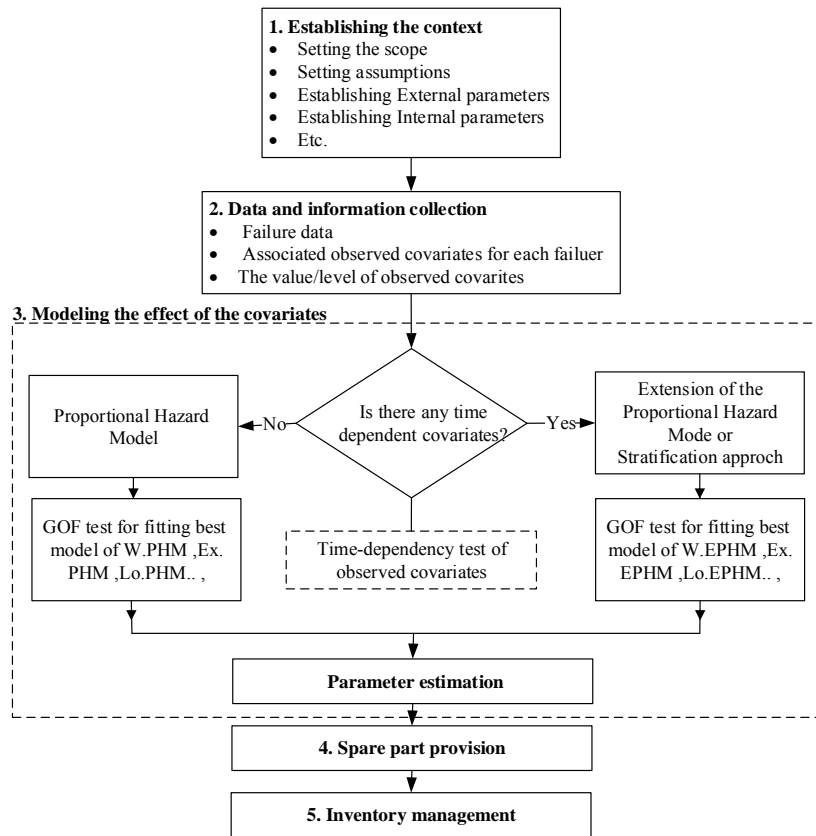 1. Establishing the context
• Setting the scope
• Setting assumptions
• Establishing External parameters
• Establishing Internal parameters
• Etc.
2. Data and information collection
• Failure data
• Associated observed covariates for each failuer
• The value/level of observed covarites
3. Modeling the effect of the covariates
Proportional Hazard
Model
No
Is there any time
dependent covariates?
Yes
Extension of the
Proportional Hazard
Mode or
Stratification approch
GOF test for fitting best
model of W.PHM ,Ex.
PHM ,Lo.PHM.. ,
Time-dependency test of
observed covariates
GOF test for fitting best
model of W.EPHM ,Ex.
EPHM ,Lo.EPHM.. ,
Parameter estimation
4. Spare part provision
5. Inventory management